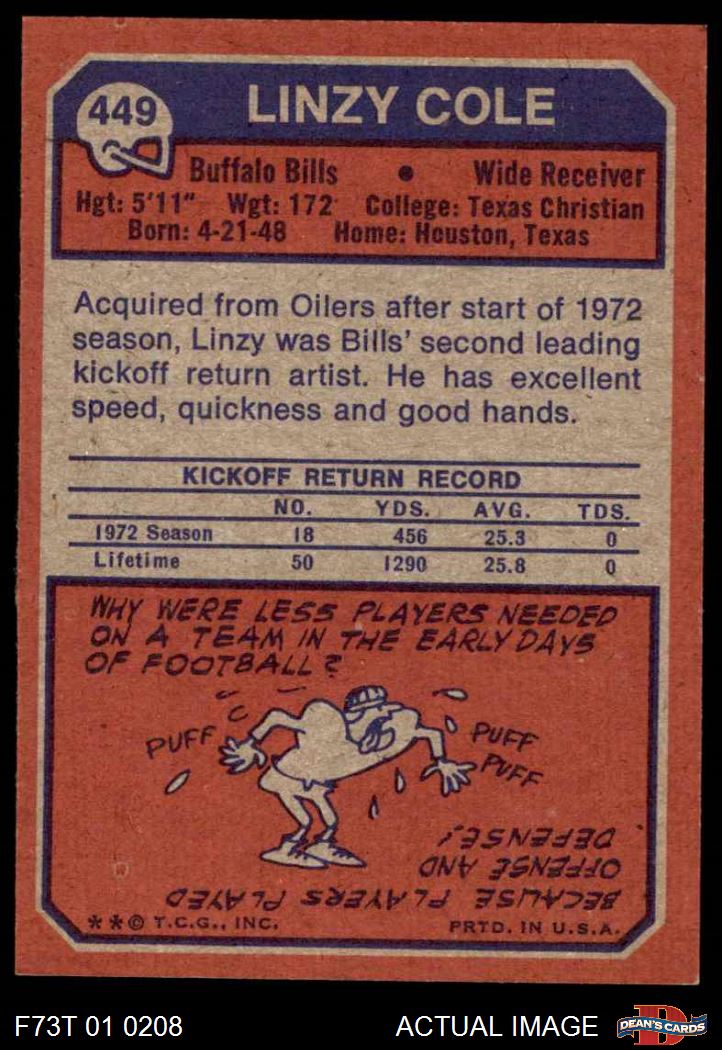 449
LINZY COLE
Buffalo Bills • Wide Receiver
Hgt: 5'11" Wgt: 172 College: Texas Christian
Born: 4-21-48 Home: Houston, Texas
Acquired from Oilers after start of 1972
season, Linzy was Bills' second leading
kickoff return artist. He has excellent
speed, quickness and good hands.
KICKOFF RETURN RECORD
NO. YDS. AVG. TDS.
1972 Season 18 456 25.3 0
Lifetime 50 1290 25.8 0
WHY WERE LESS PLAYERS NEEDED
ON A TEAM IN THE EARLY DAYS
OF FOOTBALL?
PUFF
PUFF
PUFF
BECAUSE PLAYERS PLAYED
OFFENSE AND
DEFENSE!
**© T.C.G., INC. PRTD. IN U.S.A.
F73T 01 0208 ACTUAL IMAGE
D
DEAN'S CARDS